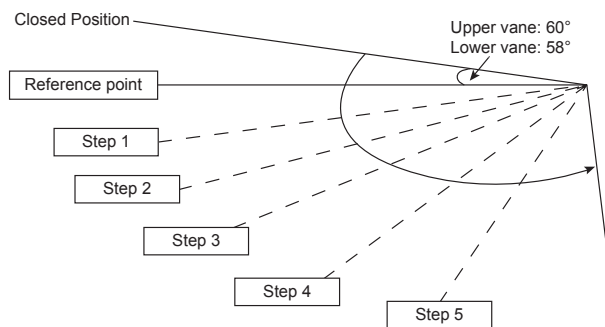 Closed Position
Upper vane: 60°
Lower vane: 58°
Reference point
Step 1
Step 2
Step 3
Step 4
Step 5